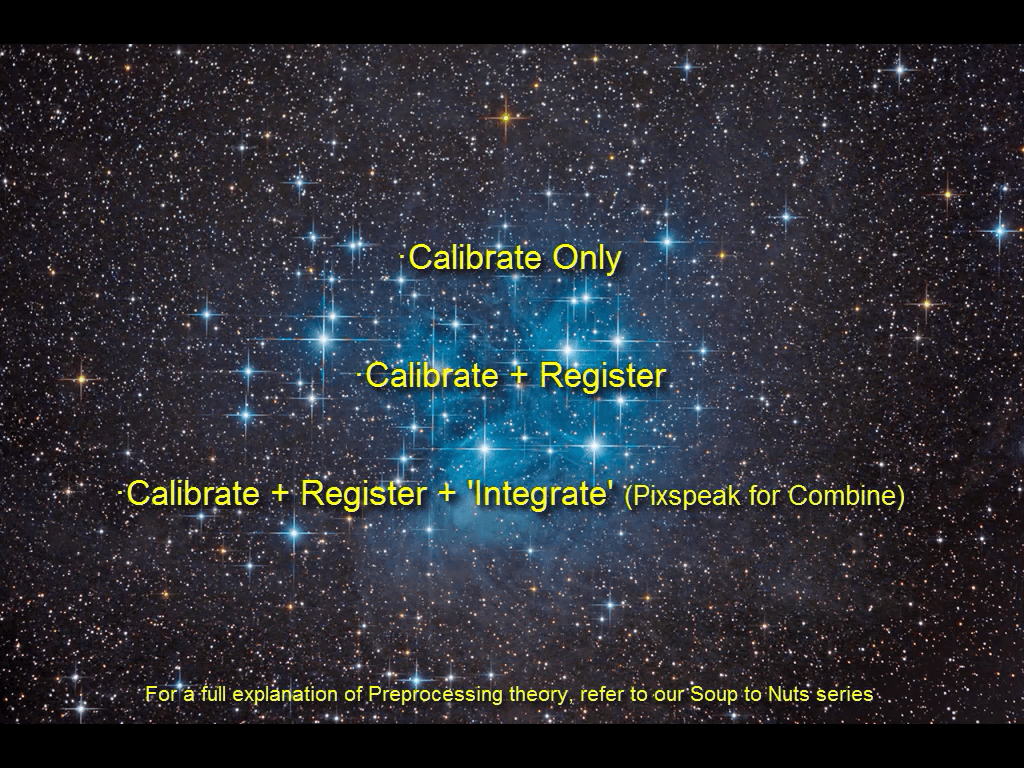 ·Calibrate Only
·Calibrate + Register
·Calibrate + Register + 'Integrate' (Pixspeak for Combine)
For a full explanation of Preprocessing theory, refer to our Soup to Nuts series